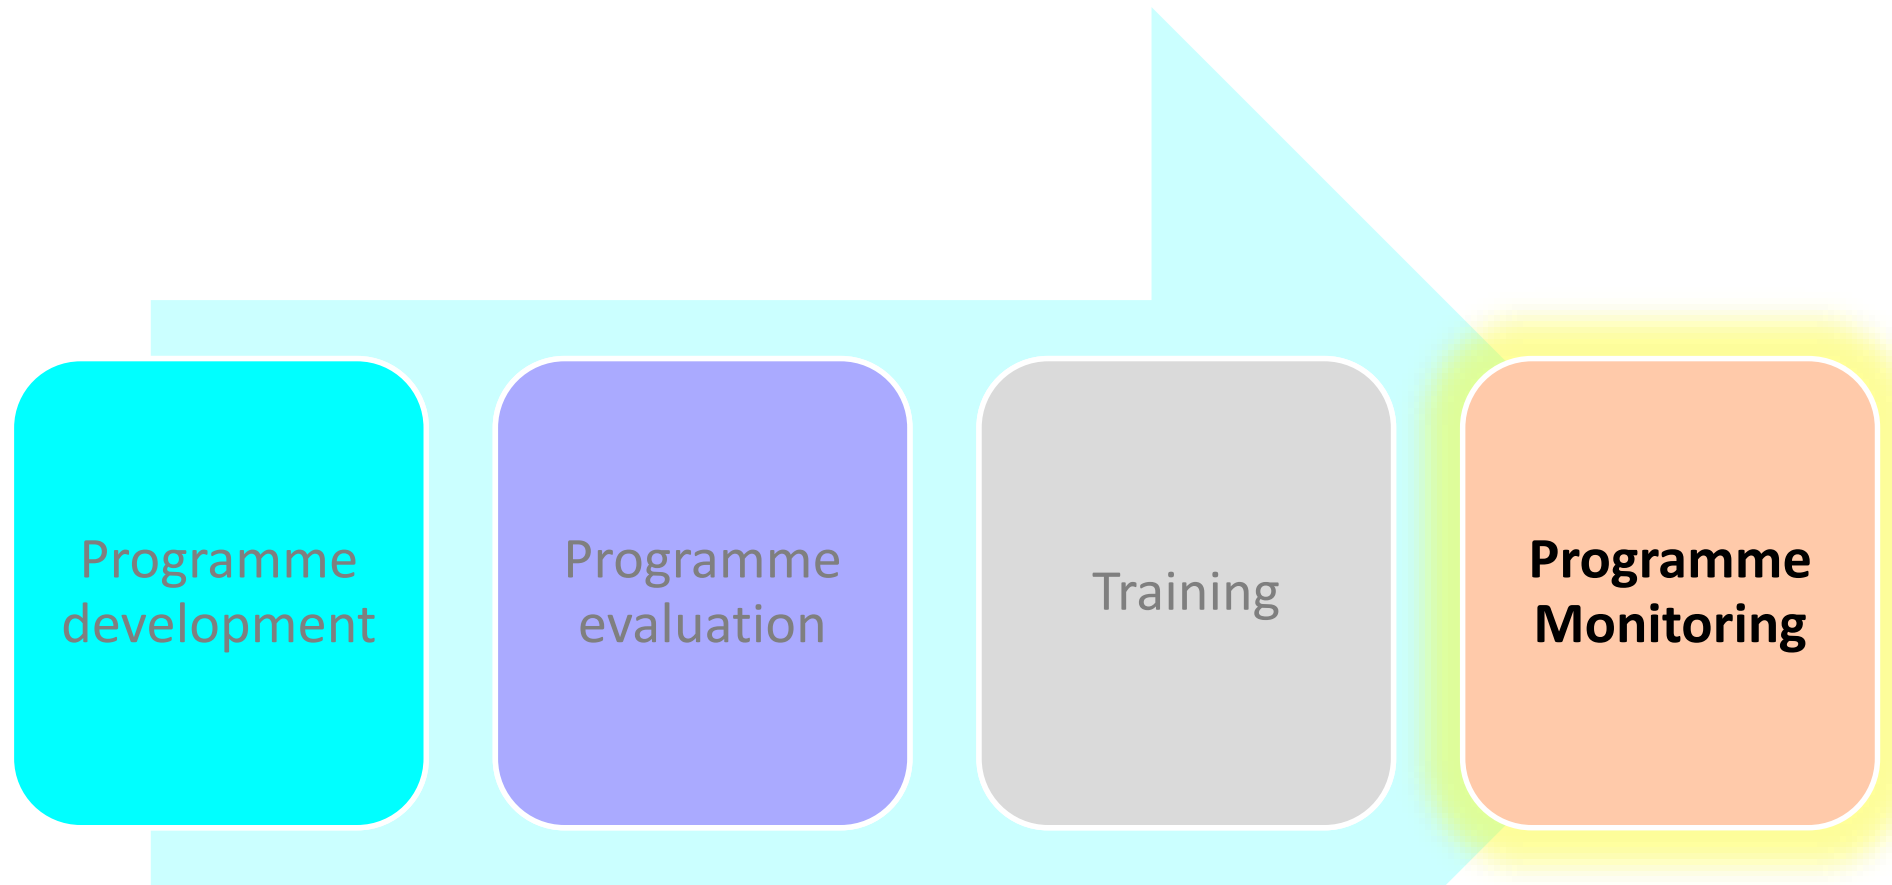 Programme
development
Programme
evaluation
Training
Programme
Monitoring